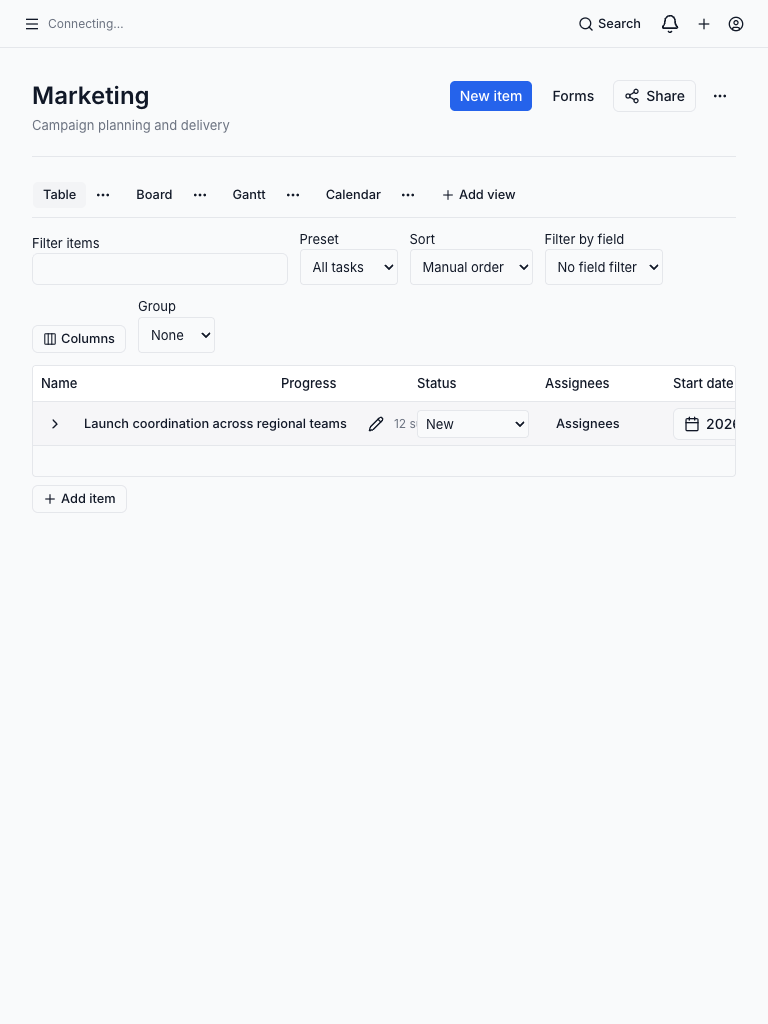 Connecting...
Search
Marketing
New item
Forms
Share
Campaign planning and delivery
Table
Board
Gantt
Calendar
Add view
Filter items
Preset
Sort
Filter by field
All tasks
Manual order
No field filter
Group
Columns
None
Name Progress Status Assignees Start date
Launch coordination across regional teams 12 New Assignees 2026
Add item